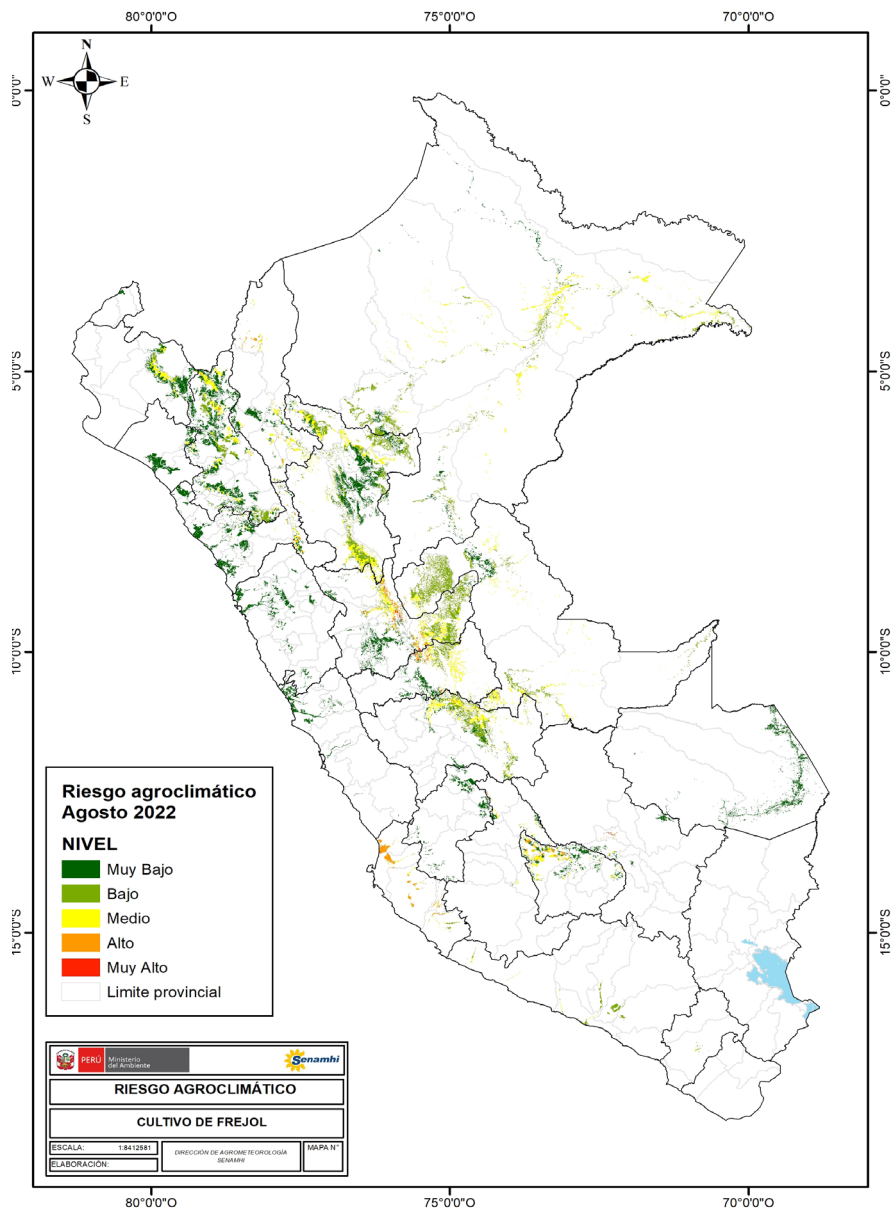 80°0'0"O 75°0'0"O 70°0'0"O
N
W E
S
0°0'0" 0°0'0"
5°0'0"S 5°0'0"S
10°0'0"S 10°0'0"S
15°0'0"S 15°0'0"S
Riesgo agroclimático
Agosto 2022
NIVEL
Muy Bajo
Bajo
Medio
Alto
Muy Alto
Limite provincial
PERÚ Ministerio
del Ambiente
Senamhi
RIESGO AGROCLIMÁTICO
CULTIVO DE FREJOL
ESCALA: 1:8412581
DIRECCIÓN DE AGROMETEOROLOGÍA
SENAMHI
MAPA N°
ELABORACIÓN:
80°0'0"O 75°0'0"O 70°0'0"O